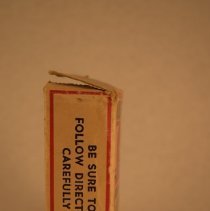 BE SURE TO
FOLLOW DIRECT
CAREFULLY